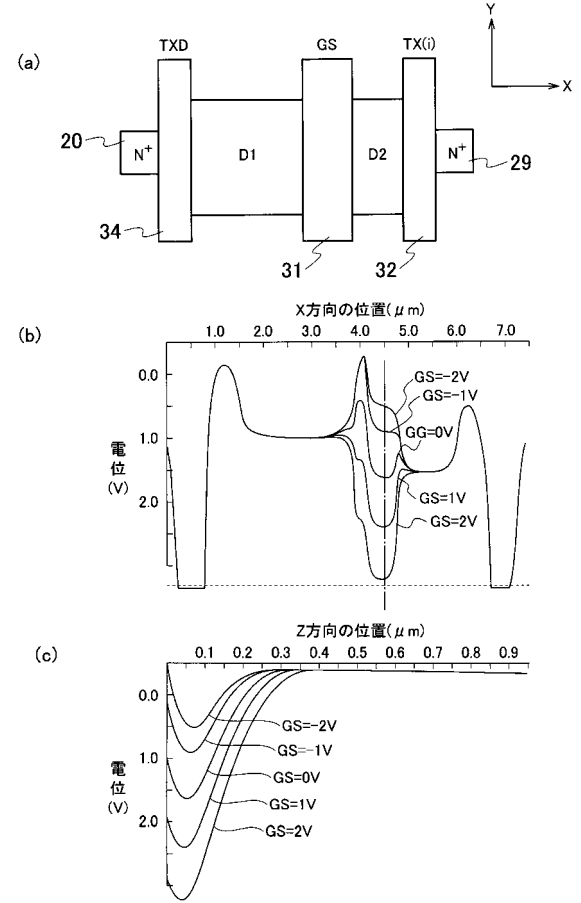 (a)
TXD GS TX(i)
Y
X
20 N+ D1 D2 N+ 29
34 31 32
(b)
X方向の位置(μm)
1.0 2.0 3.0 4.0 5.0 6.0 7.0
0.0
1.0
2.0
電位(V)
GS=-2V
GS=-1V
GG=0V
GS=1V
GS=2V
(c)
Z方向の位置(μm)
0.1 0.2 0.3 0.4 0.5 0.6 0.7 0.8 0.9
0.0
1.0
2.0
電位(V)
GS=-2V
GS=-1V
GS=0V
GS=1V
GS=2V